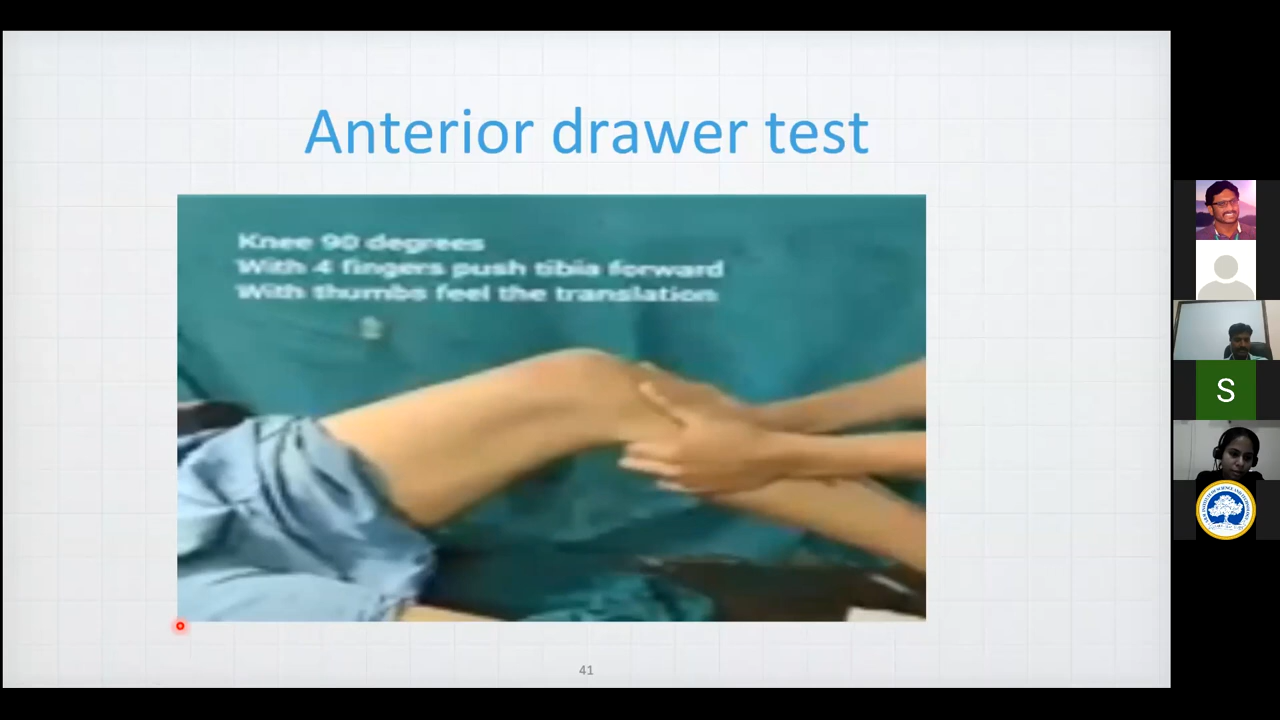 Anterior drawer test
Knee 90 degrees
With 4 fingers push tibia forward
With thumbs feel the translation
41
S